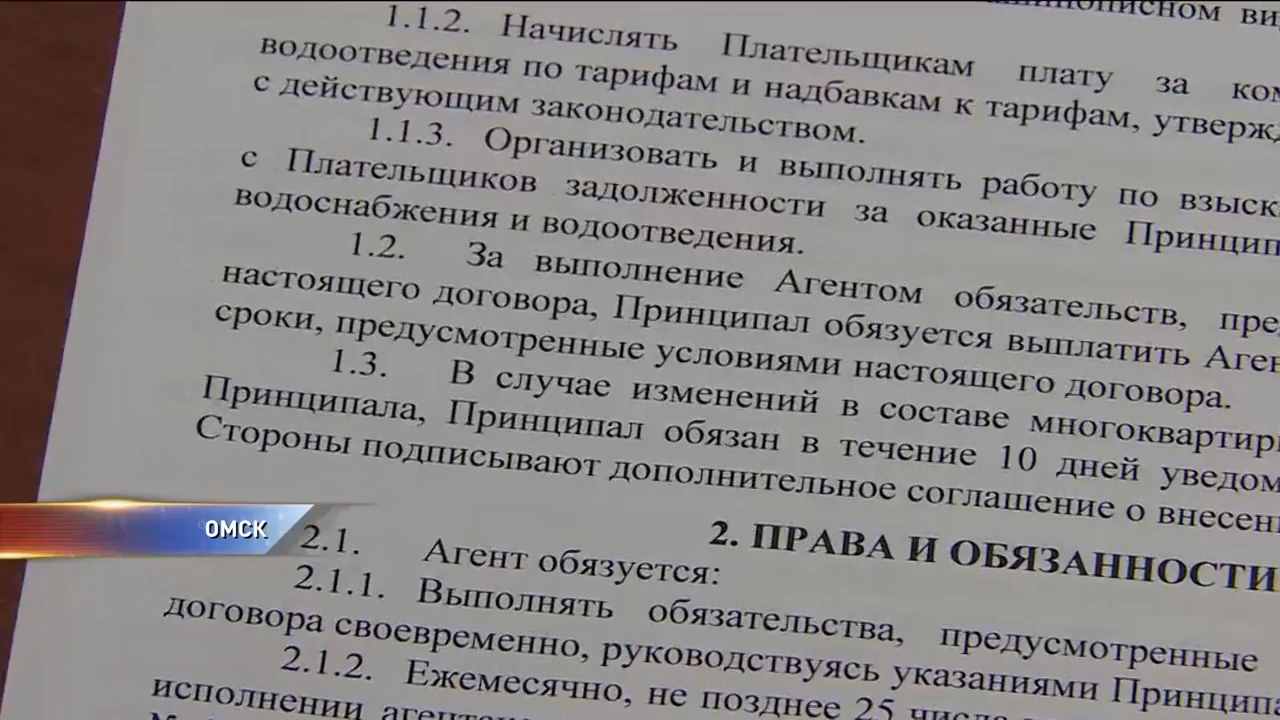 1.1.2. Начислять Плательщикам плату за
водоотведения по тарифам и надбавкам к тарифам,
с действующим законодательством.
1.1.3. Организовать и выполнять работу по
с Плательщиков задолженности за оказанные
водоснабжения и водоотведения.
1.2. За выполнение Агентом обязательств,
настоящего договора, Принципал обязуется выплатить
сроки, предусмотренные условиями настоящего договора.
1.3. В случае изменений в составе
Принципала, Принципал обязан в течение 10 дней
Стороны подписывают дополнительное соглашение о
2. ПРАВА И ОБЯЗАННОСТИ
ОМСК
2.1. Агент обязуется:
2.1.1. Выполнять обязательства, предусмотренные
договора своевременно, руководствуясь указаниями
2.1.2. Ежемесячно, не позднее 25 числа
исполнении